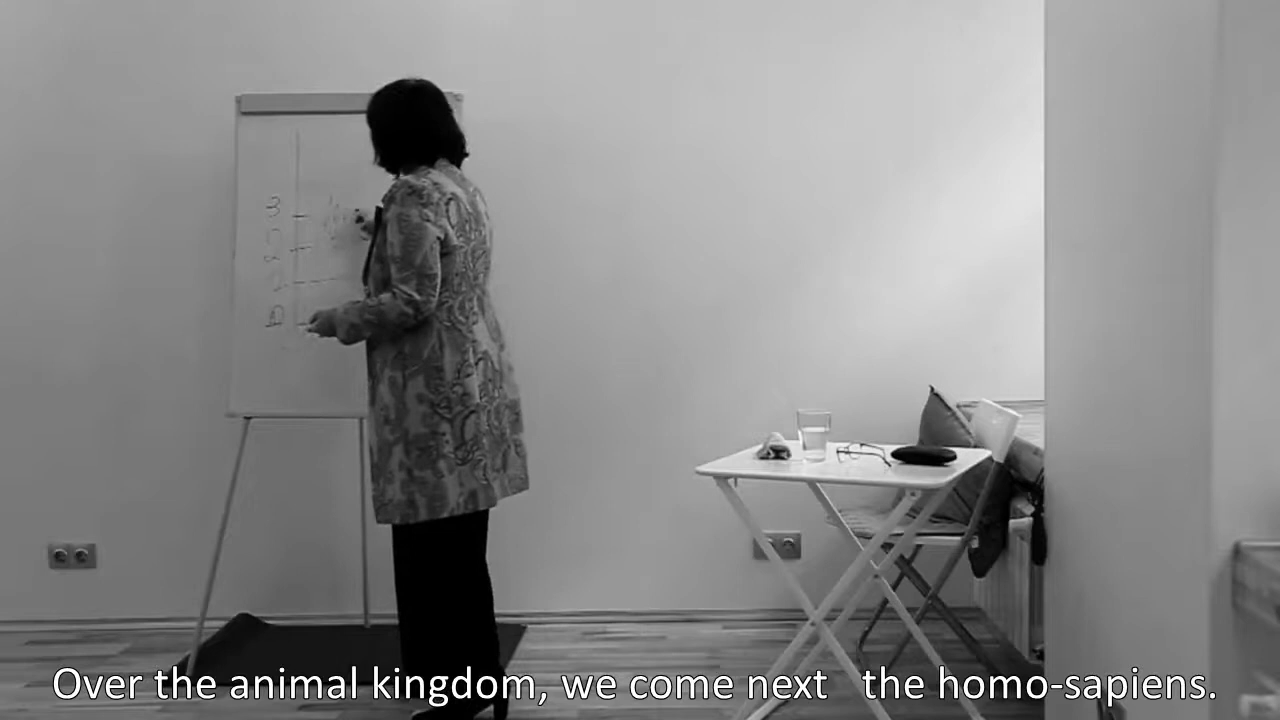 Over the animal kingdom, we come next the homo-sapiens.